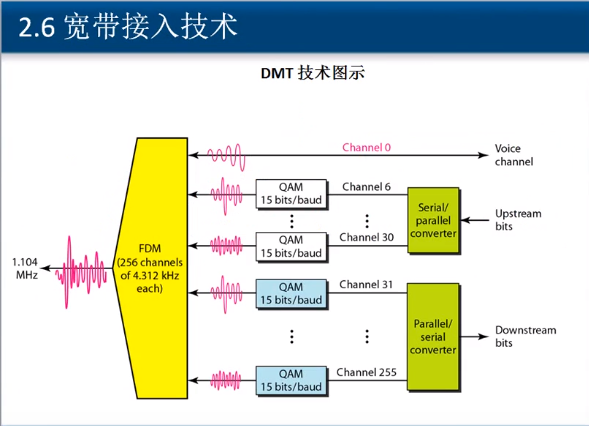 2.6 宽带接入技术
DMT 技术图示
Channel 0
Voice
channel
QAM
15 bits/baud
Channel 6
Serial/
parallel
converter
Upstream
bits
QAM
15 bits/baud
Channel 30
1.104
MHz
FDM
(256 channels
of 4.312 kHz
each)
QAM
15 bits/baud
Channel 31
Parallel/
serial
converter
Downstream
bits
QAM
15 bits/baud
Channel 255